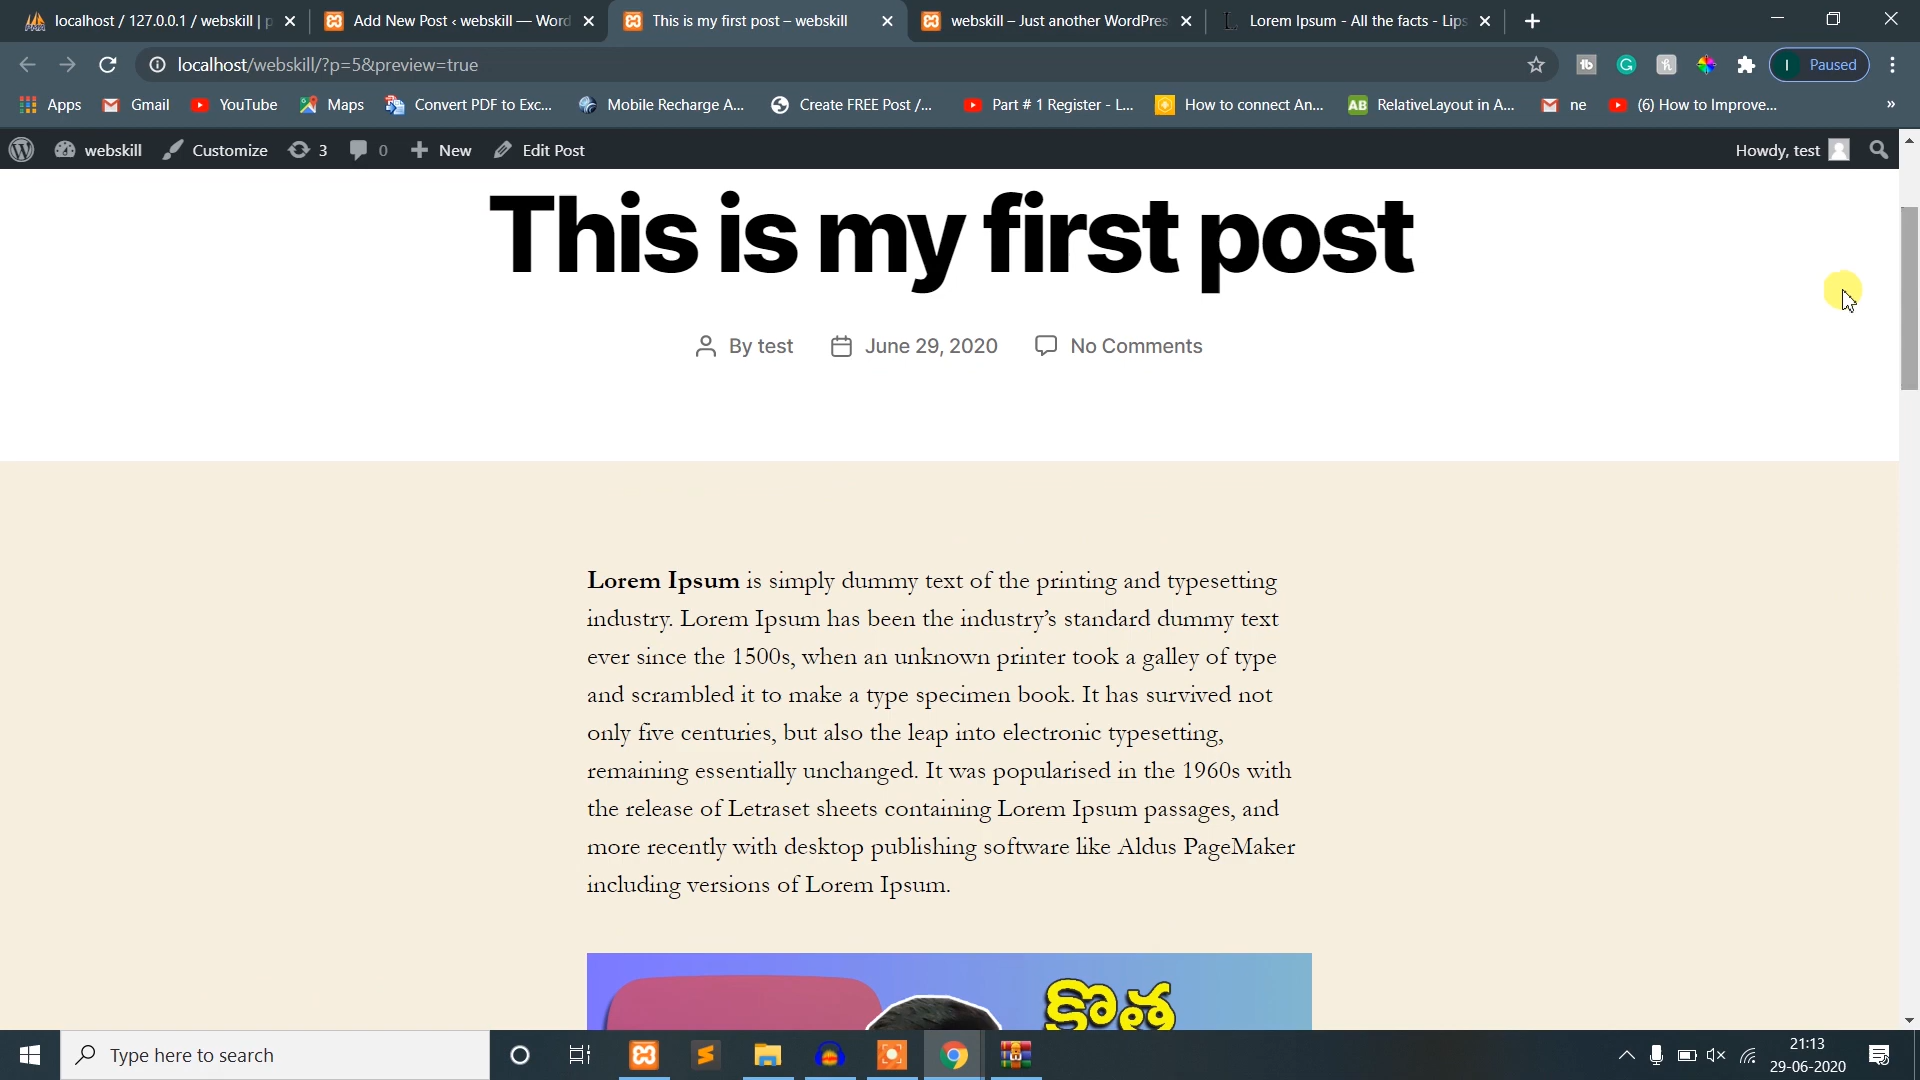 localhost / 127.0.0.1 / webskill | p
Add New Post ‹ webskill — Word
This is my first post – webskill
webskill – Just another WordPres
Lorem Ipsum - All the facts - Lips
localhost/webskill/?p=5&preview=true
Paused
Apps
Gmail
YouTube
Maps
Convert PDF to Exc...
Mobile Recharge A...
Create FREE Post /...
Part # 1 Register - L...
How to connect An...
RelativeLayout in A...
ne
(6) How to Improve...
webskill
Customize
3
0
New
Edit Post
Howdy, test
This is my first post
By test
June 29, 2020
No Comments
Lorem Ipsum is simply dummy text of the printing and typesetting
industry. Lorem Ipsum has been the industry’s standard dummy text
ever since the 1500s, when an unknown printer took a galley of type
and scrambled it to make a type specimen book. It has survived not
only five centuries, but also the leap into electronic typesetting,
remaining essentially unchanged. It was popularised in the 1960s with
the release of Letraset sheets containing Lorem Ipsum passages, and
more recently with desktop publishing software like Aldus PageMaker
including versions of Lorem Ipsum.
కొత్త
Type here to search
21:13
29-06-2020